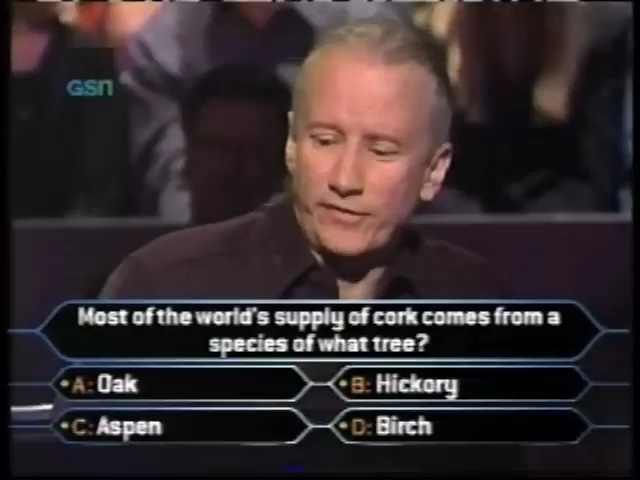 GSN
Most of the world's supply of cork comes from a
species of what tree?
A: Oak
B: Hickory
C: Aspen
D: Birch